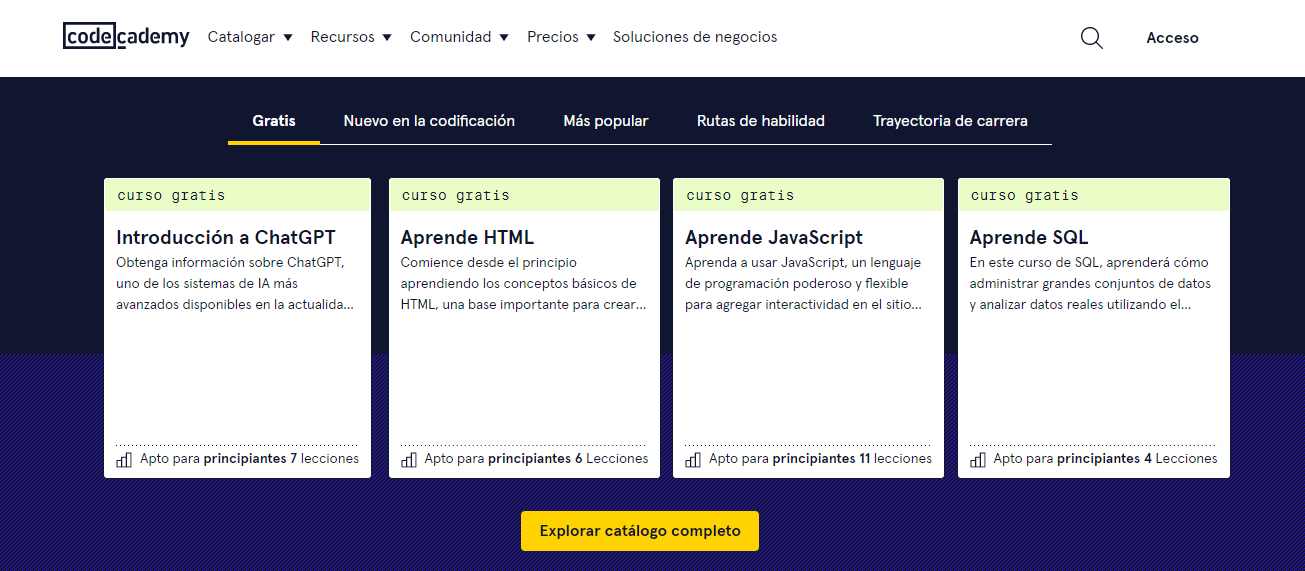 codecademy Catalogar Recursos Comunidad Precios Soluciones de negocios Acceso
Gratis Nuevo en la codificación Más popular Rutas de habilidad Trayectoria de carrera
curso gratis
Introducción a ChatGPT
Obtenga información sobre ChatGPT,
uno de los sistemas de IA más
avanzados disponibles en la actualida...
Apto para principiantes 7 lecciones
curso gratis
Aprende HTML
Comience desde el principio
aprendiendo los conceptos básicos de
HTML, una base importante para crear...
Apto para principiantes 6 Lecciones
curso gratis
Aprende JavaScript
Aprenda a usar JavaScript, un lenguaje
de programación poderoso y flexible
para agregar interactividad en el sitio...
Apto para principiantes 11 lecciones
curso gratis
Aprende SQL
En este curso de SQL, aprenderá cómo
administrar grandes conjuntos de datos
y analizar datos reales utilizando el...
Apto para principiantes 4 Lecciones
Explorar catálogo completo